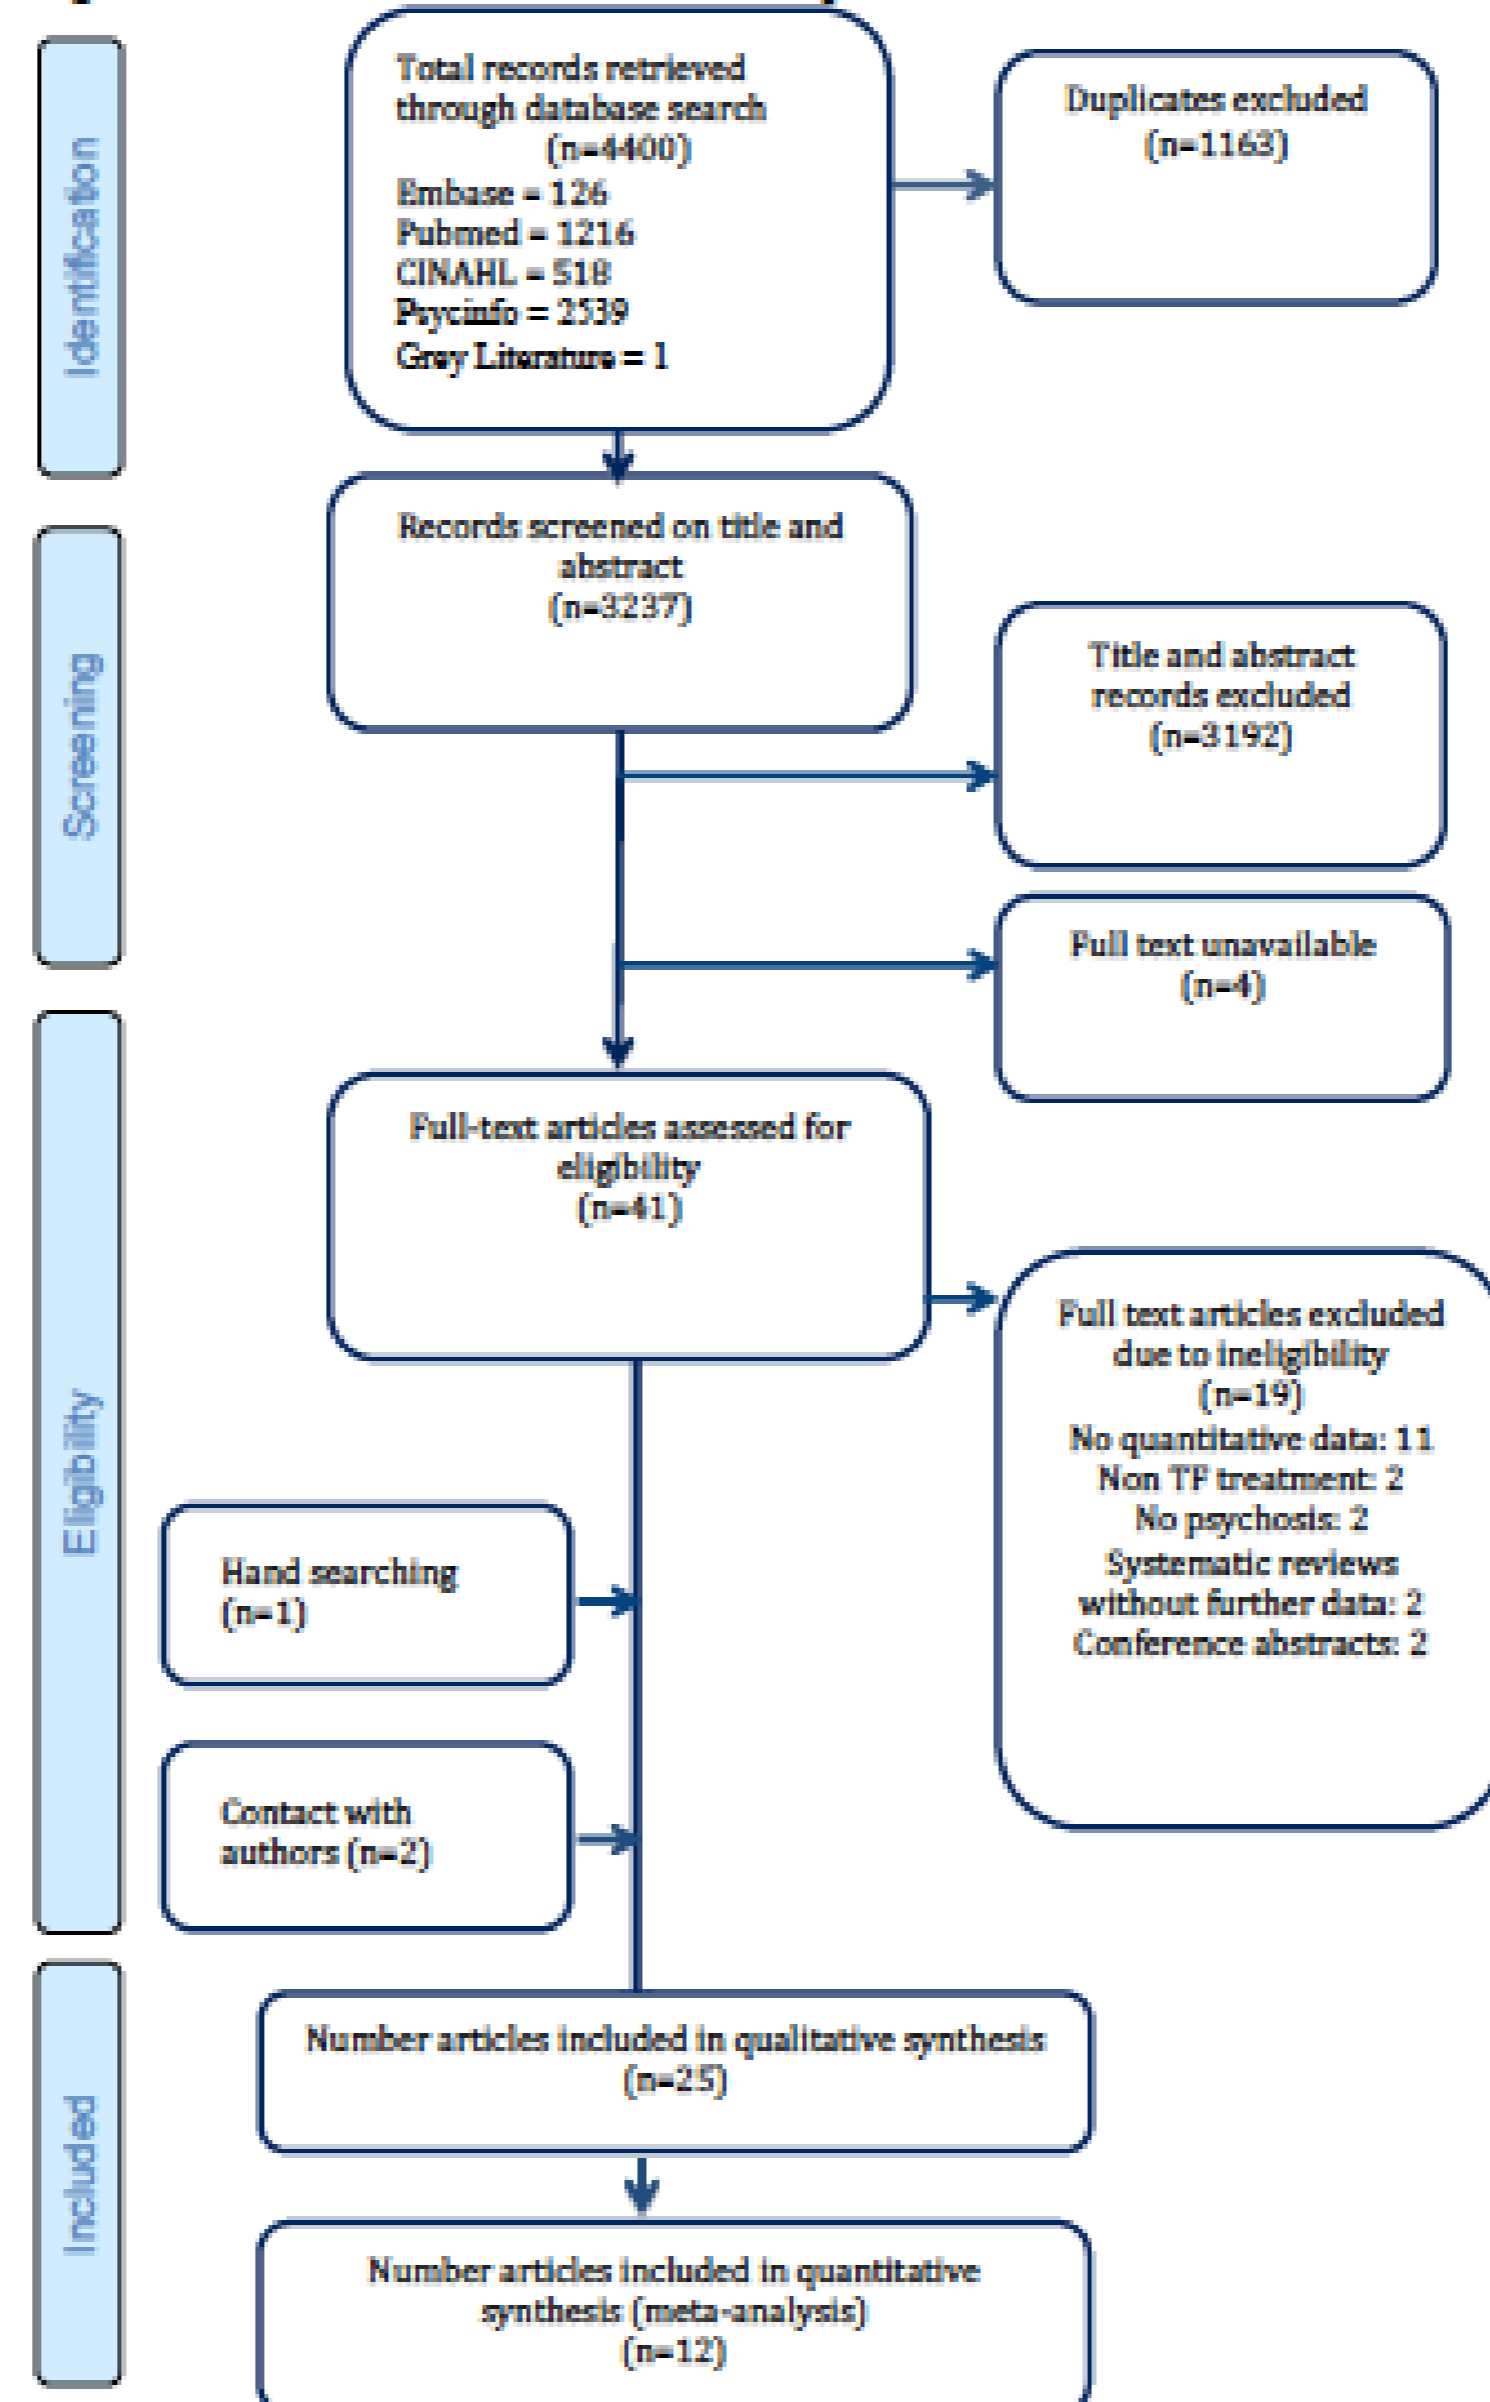 Identification
Total records retrieved
through database search
(n=4400)
Embase = 126
Pubmed = 1216
CINAHL = 518
Psycinfo = 2539
Grey Literature = 1
Duplicates excluded
(n=1163)
Screening
Records screened on title and
abstract
(n=3237)
Title and abstract
records excluded
(n=3192)
Full text unavailable
(n=4)
Eligibility
Full-text articles assessed for
eligibility
(n=41)
Full text articles excluded
due to ineligibility
(n=19)
No quantitative data: 11
Non TF treatment: 2
No psychosis: 2
Systematic reviews
without further data: 2
Conference abstracts: 2
Hand searching
(n=1)
Contact with
authors (n=2)
Included
Number articles included in qualitative synthesis
(n=25)
Number articles included in quantitative
synthesis (meta-analysis)
(n=12)